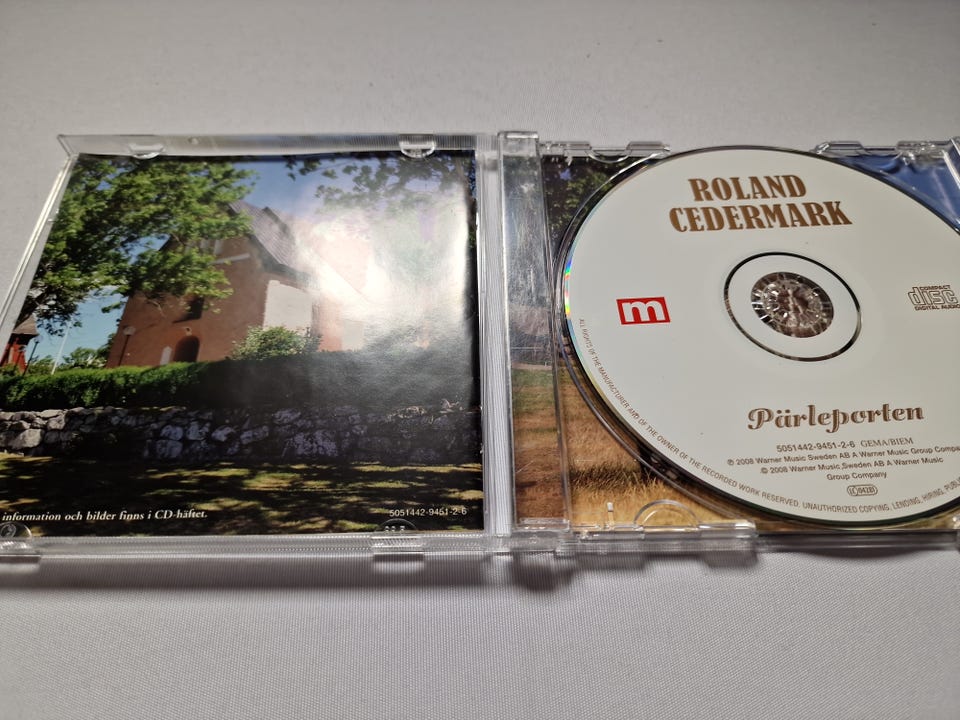 information och bilder finns i CD-häftet.
5051442-9451-2-6
ROLAND
CEDERMARK
m
COMPACT
disc
DIGITAL AUDIO
Pärleporten
5051442-9451-2-6 GEMA/BIEM
℗ 2008 Warner Music Sweden AB A Warner Music Group Compa
© 2008 Warner Music Sweden AB A Warner Music
Group Company
ALL RIGHTS OF THE MANUFACTURER AND OF THE OWNER OF THE RECORDED WORK RESERVED. UNAUTHORIZED COPYING, LENDING, HIRING, PUBL